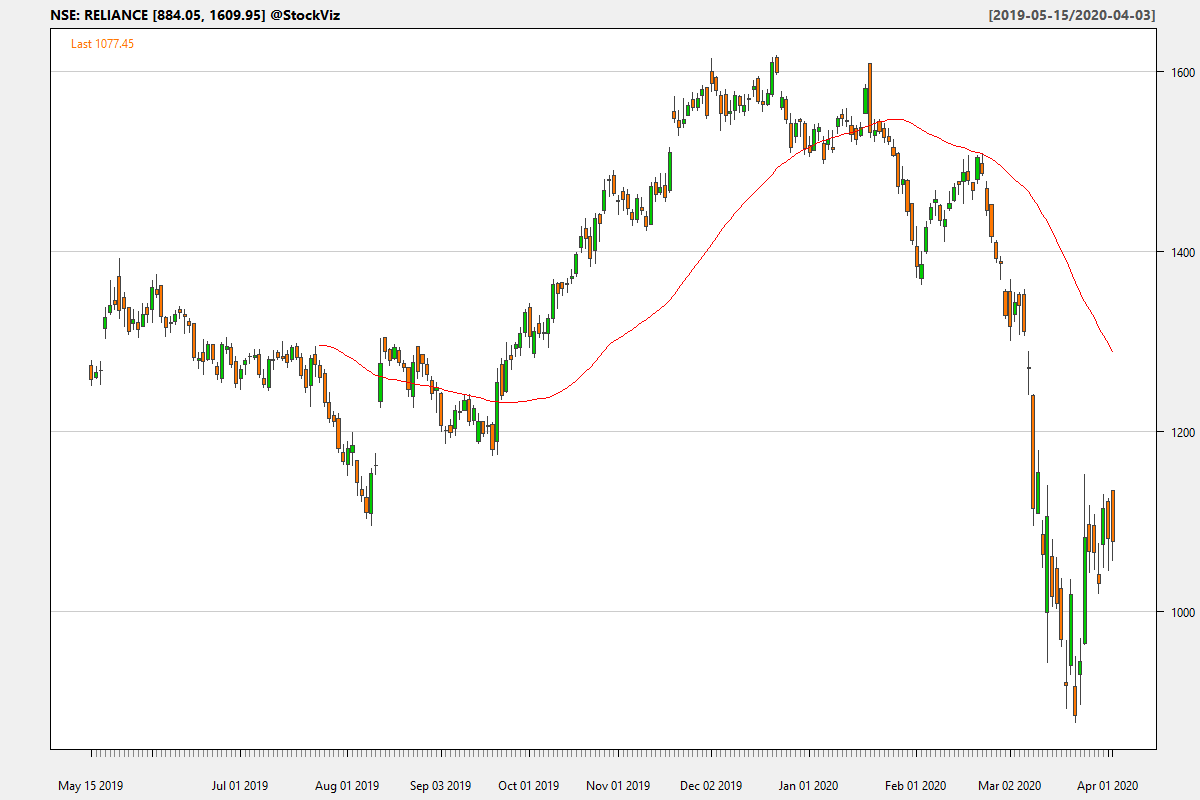 NSE: RELIANCE [884.05, 1609.95] @StockViz
[2019-05-15/2020-04-03]
Last 1077.45
1600
1400
1200
1000
May 15 2019
Jul 01 2019
Aug 01 2019
Sep 03 2019
Oct 01 2019
Nov 01 2019
Dec 02 2019
Jan 01 2020
Feb 01 2020
Mar 02 2020
Apr 01 2020